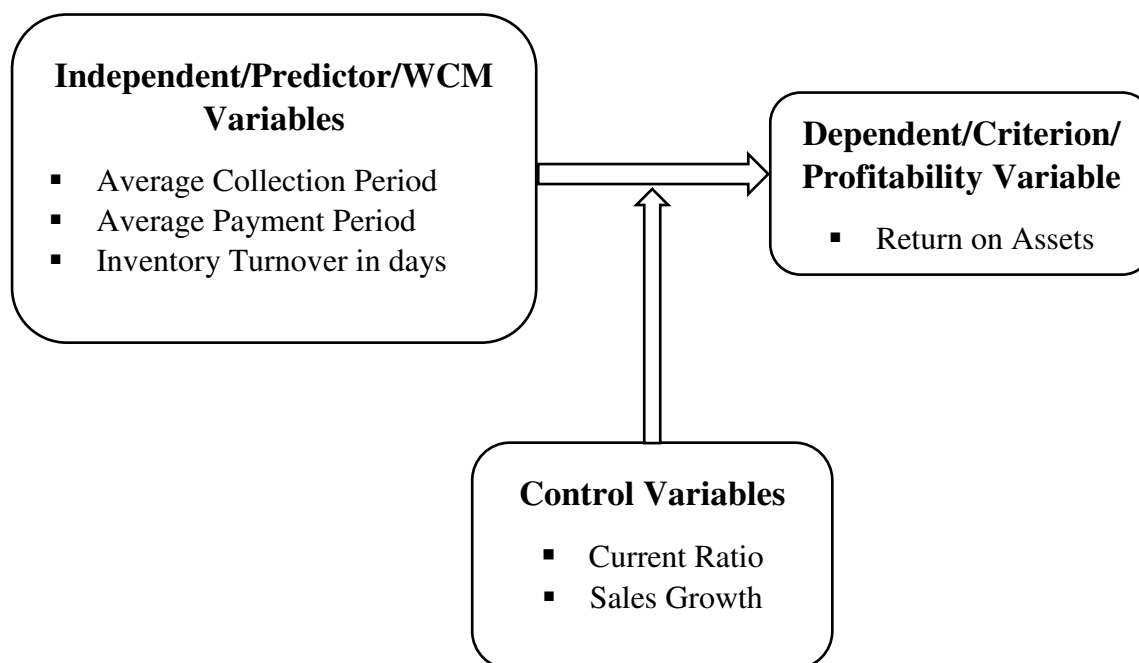 Independent/Predictor/WCM
Variables
▪ Average Collection Period
▪ Average Payment Period
▪ Inventory Turnover in days
Dependent/Criterion/
Profitability Variable
▪ Return on Assets
Control Variables
▪ Current Ratio
▪ Sales Growth